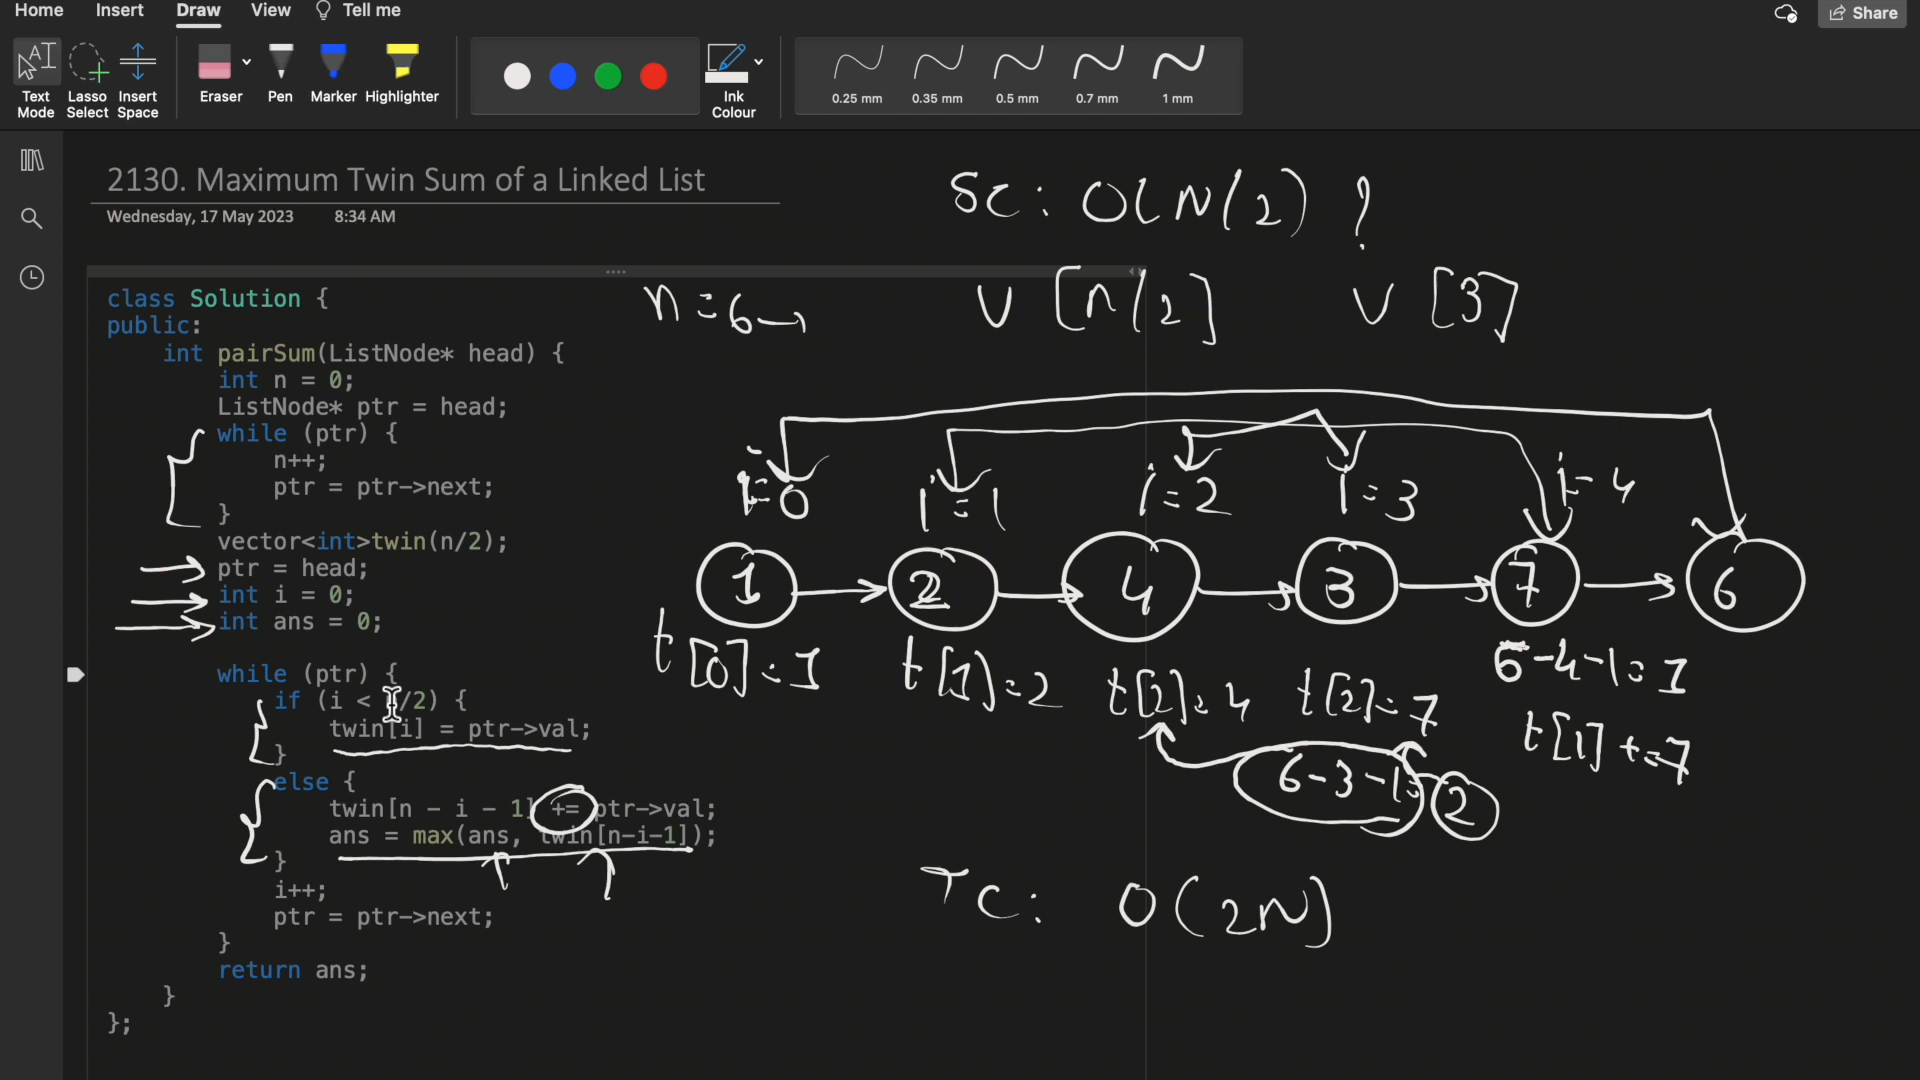 Home Insert Draw View Tell me Share
Text Mode
Lasso Select
Insert Space
Eraser
Pen
Marker
Highlighter
Ink Colour
0.25 mm
0.35 mm
0.5 mm
0.7 mm
1 mm
2130. Maximum Twin Sum of a Linked List
Wednesday, 17 May 2023 8:34 AM
SC: O(N/2) ?
n=6→ V [n/2] V [3]
class Solution {
public:
int pairSum(ListNode* head) {
int n = 0;
ListNode* ptr = head;
while (ptr) {
n++;
ptr = ptr->next;
}
vector<int>twin(n/2);
ptr = head;
int i = 0;
int ans = 0;
while (ptr) {
if (i < n/2) {
twin[i] = ptr->val;
}
else {
twin[n - i - 1] += ptr->val;
ans = max(ans, twin[n-i-1]);
}
i++;
ptr = ptr->next;
}
return ans;
}
};
i=0 i=1 i=2 i=3 i=4
1 2 4 3 7 6
t[0]=1 t[1]=2 t[2]=4 t[2]=7 6-4-1=1
t[1]+=7
6-3-1=2
TC: O(2N)